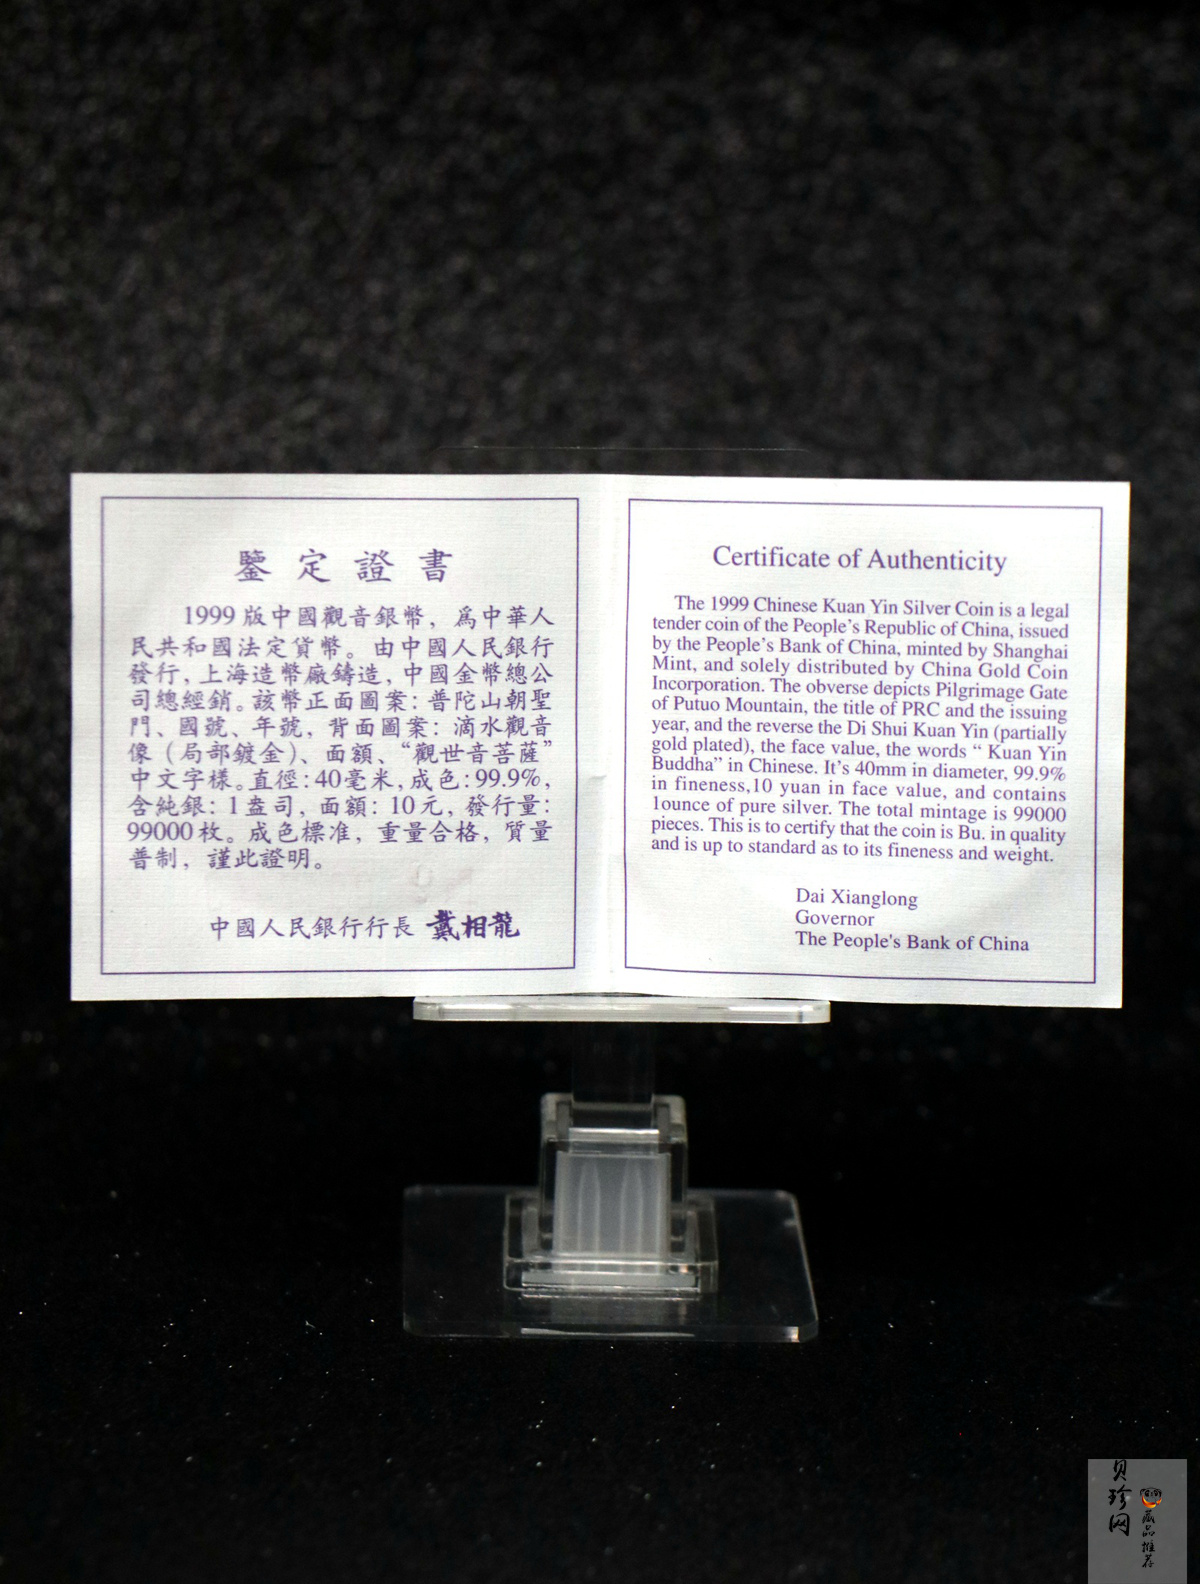 鑒定證書
1999版中國觀音銀幣，爲中華人
民共和國法定貨幣。由中國人民銀行
發行，上海造幣廠鑄造，中國金幣總公
司總經銷。該幣正面圖案：普陀山朝聖
門、國號、年號，背面圖案：滴水觀音
像（局部鍍金）、面額、“觀世音菩薩”
中文字樣。直徑：40毫米，成色：99.9%，
含純銀：1盎司，面額：10元，發行量：
99000枚。成色標准，重量合格，質量
普制，謹此證明。
中國人民銀行行長 戴相龍
Certificate of Authenticity
The 1999 Chinese Kuan Yin Silver Coin is a legal
tender coin of the People's Republic of China, issued
by the People's Bank of China, minted by Shanghai
Mint, and solely distributed by China Gold Coin
Incorporation. The obverse depicts Pilgrimage Gate
of Putuo Mountain, the title of PRC and the issuing
year, and the reverse the Di Shui Kuan Yin (partially
gold plated), the face value, the words “ Kuan Yin
Buddha” in Chinese. It's 40mm in diameter, 99.9%
in fineness,10 yuan in face value, and contains
1ounce of pure silver. The total mintage is 99000
pieces. This is to certify that the coin is Bu. in quality
and is up to standard as to its fineness and weight.
Dai Xianglong
Governor
The People's Bank of China
贝珍网
藏品推荐